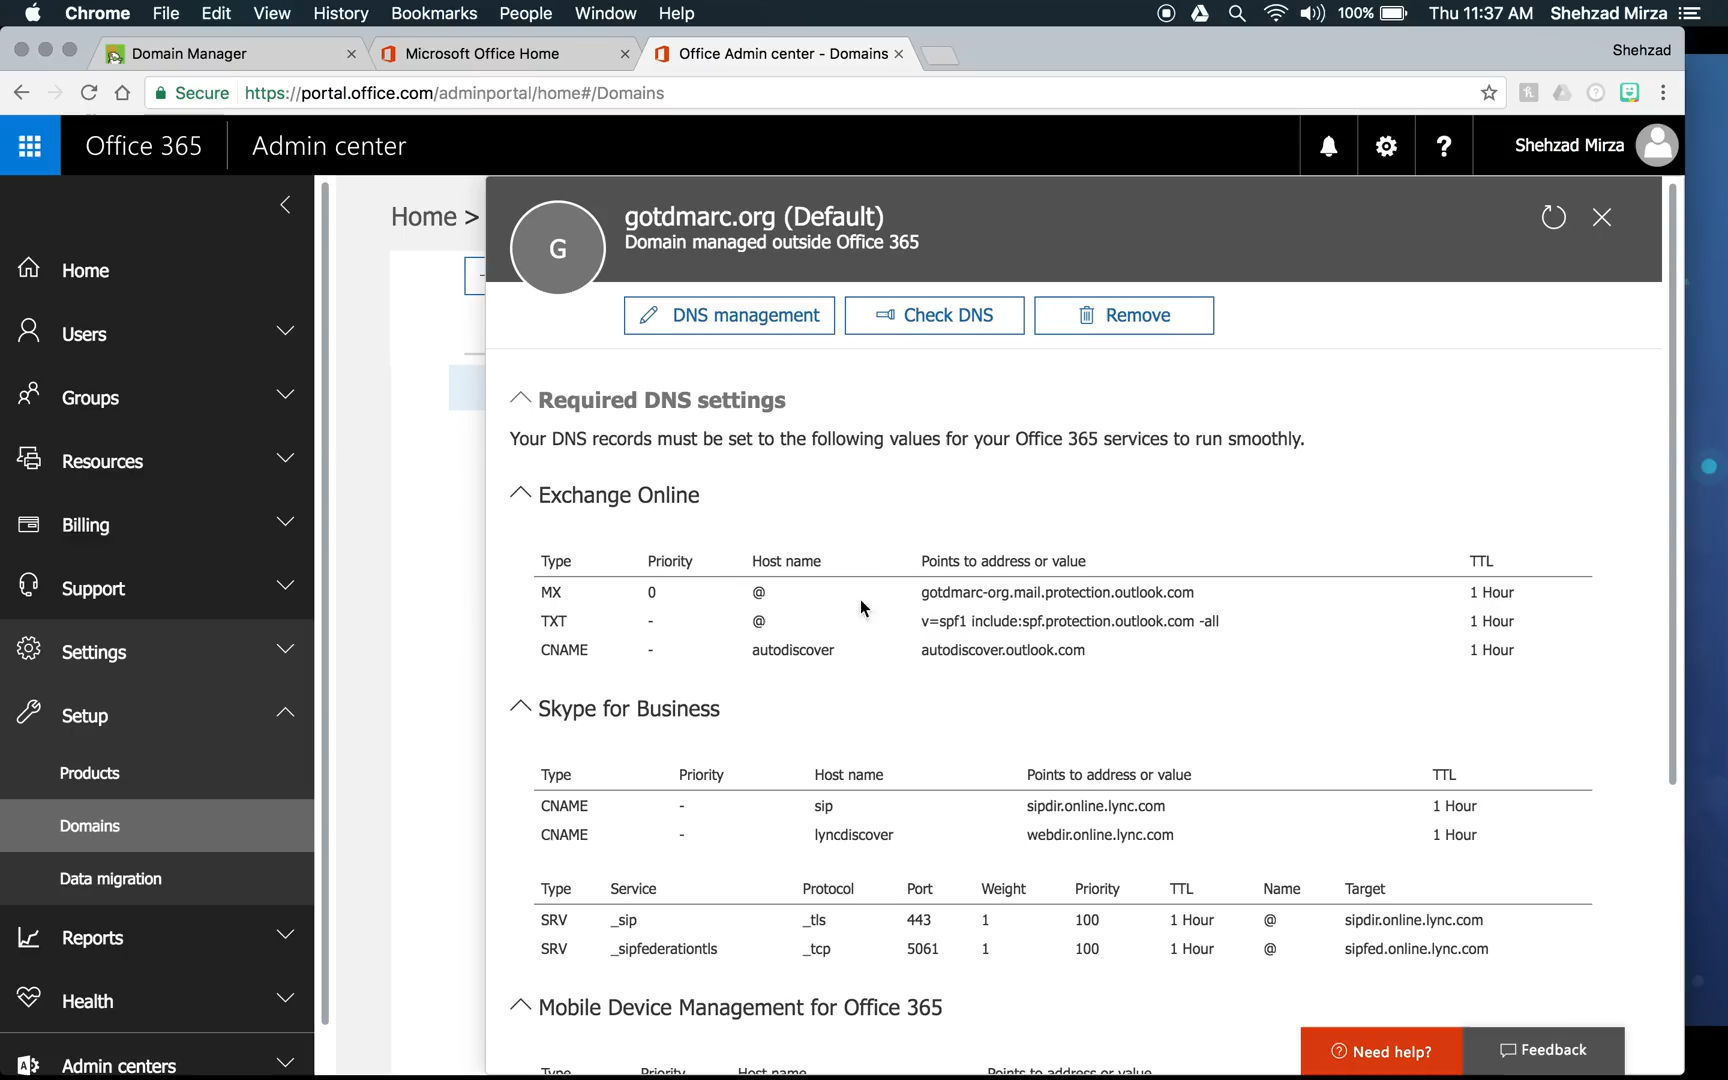 Chrome File Edit View History Bookmarks People Window Help 100% Thu 11:37 AM Shehzad Mirza
Domain Manager Microsoft Office Home Office Admin center - Domains Shehzad
Secure https://portal.office.com/adminportal/home#/Domains
Office 365 Admin center ? Shehzad Mirza
Home >
Home
Users
Groups
Resources
Billing
Support
Settings
Setup
Products
Domains
Data migration
Reports
Health
Admin centers
G
gotdmarc.org (Default)
Domain managed outside Office 365
DNS management Check DNS Remove
Required DNS settings
Your DNS records must be set to the following values for your Office 365 services to run smoothly.
Exchange Online
Type Priority Host name Points to address or value TTL
MX 0 @ gotdmarc-org.mail.protection.outlook.com 1 Hour
TXT - @ v=spf1 include:spf.protection.outlook.com -all 1 Hour
CNAME - autodiscover autodiscover.outlook.com 1 Hour
Skype for Business
Type Priority Host name Points to address or value TTL
CNAME - sip sipdir.online.lync.com 1 Hour
CNAME - lyncdiscover webdir.online.lync.com 1 Hour
Type Service Protocol Port Weight Priority TTL Name Target
SRV _sip _tls 443 1 100 1 Hour @ sipdir.online.lync.com
SRV _sipfederationtls _tcp 5061 1 100 1 Hour @ sipfed.online.lync.com
Mobile Device Management for Office 365
Type Priority Host name Points to address or value
Need help? Feedback